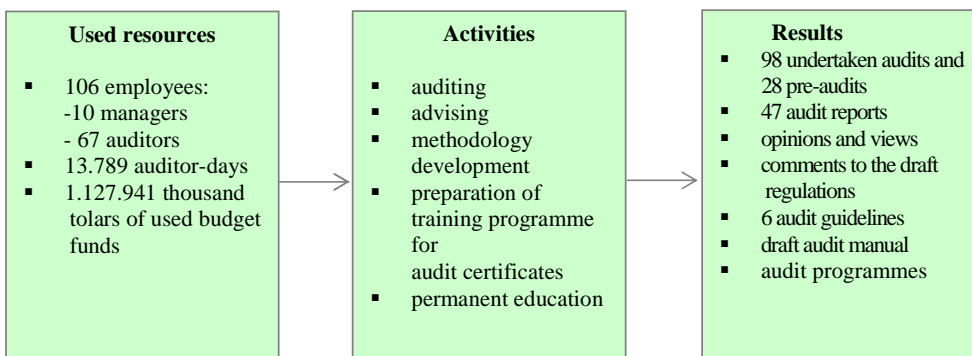 Used resources
▪ 106 employees:
-10 managers
- 67 auditors
▪ 13.789 auditor-days
▪ 1.127.941 thousand
tolars of used budget
funds
Activities
▪ auditing
▪ advising
▪ methodology
development
▪ preparation of
training programme
for
audit certificates
▪ permanent education
Results
▪ 98 undertaken audits and
28 pre-audits
▪ 47 audit reports
▪ opinions and views
▪ comments to the draft
regulations
▪ 6 audit guidelines
▪ draft audit manual
▪ audit programmes